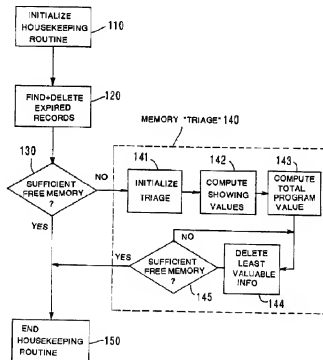 INITIALIZE
HOUSEKEEPING
ROUTINE
110
FIND+DELETE
EXPIRED
RECORDS
120
MEMORY "TRIAGE" 140
130
SUFFICIENT
FREE MEMORY
?
NO
YES
141
INITIALIZE
TRIAGE
142
COMPUTE
SHOWING
VALUES
143
COMPUTE
TOTAL
PROGRAM
VALUE
NO
YES
SUFFICIENT
FREE MEMORY
?
145
DELETE
LEAST
VALUABLE
INFO
144
END
HOUSEKEEPING
ROUTINE
150